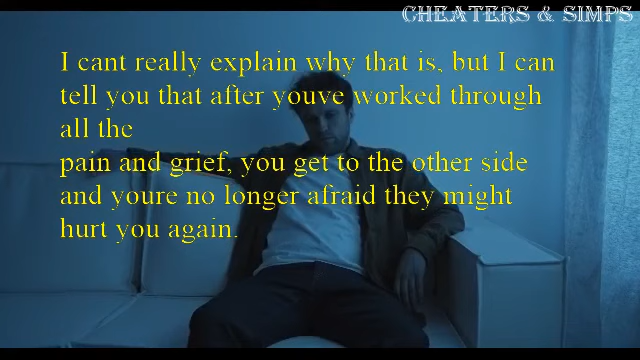 CHEATERS & SIMPS
I cant really explain why that is, but I can
tell you that after youve worked through
all the
pain and grief, you get to the other side
and youre no longer afraid they might
hurt you again.